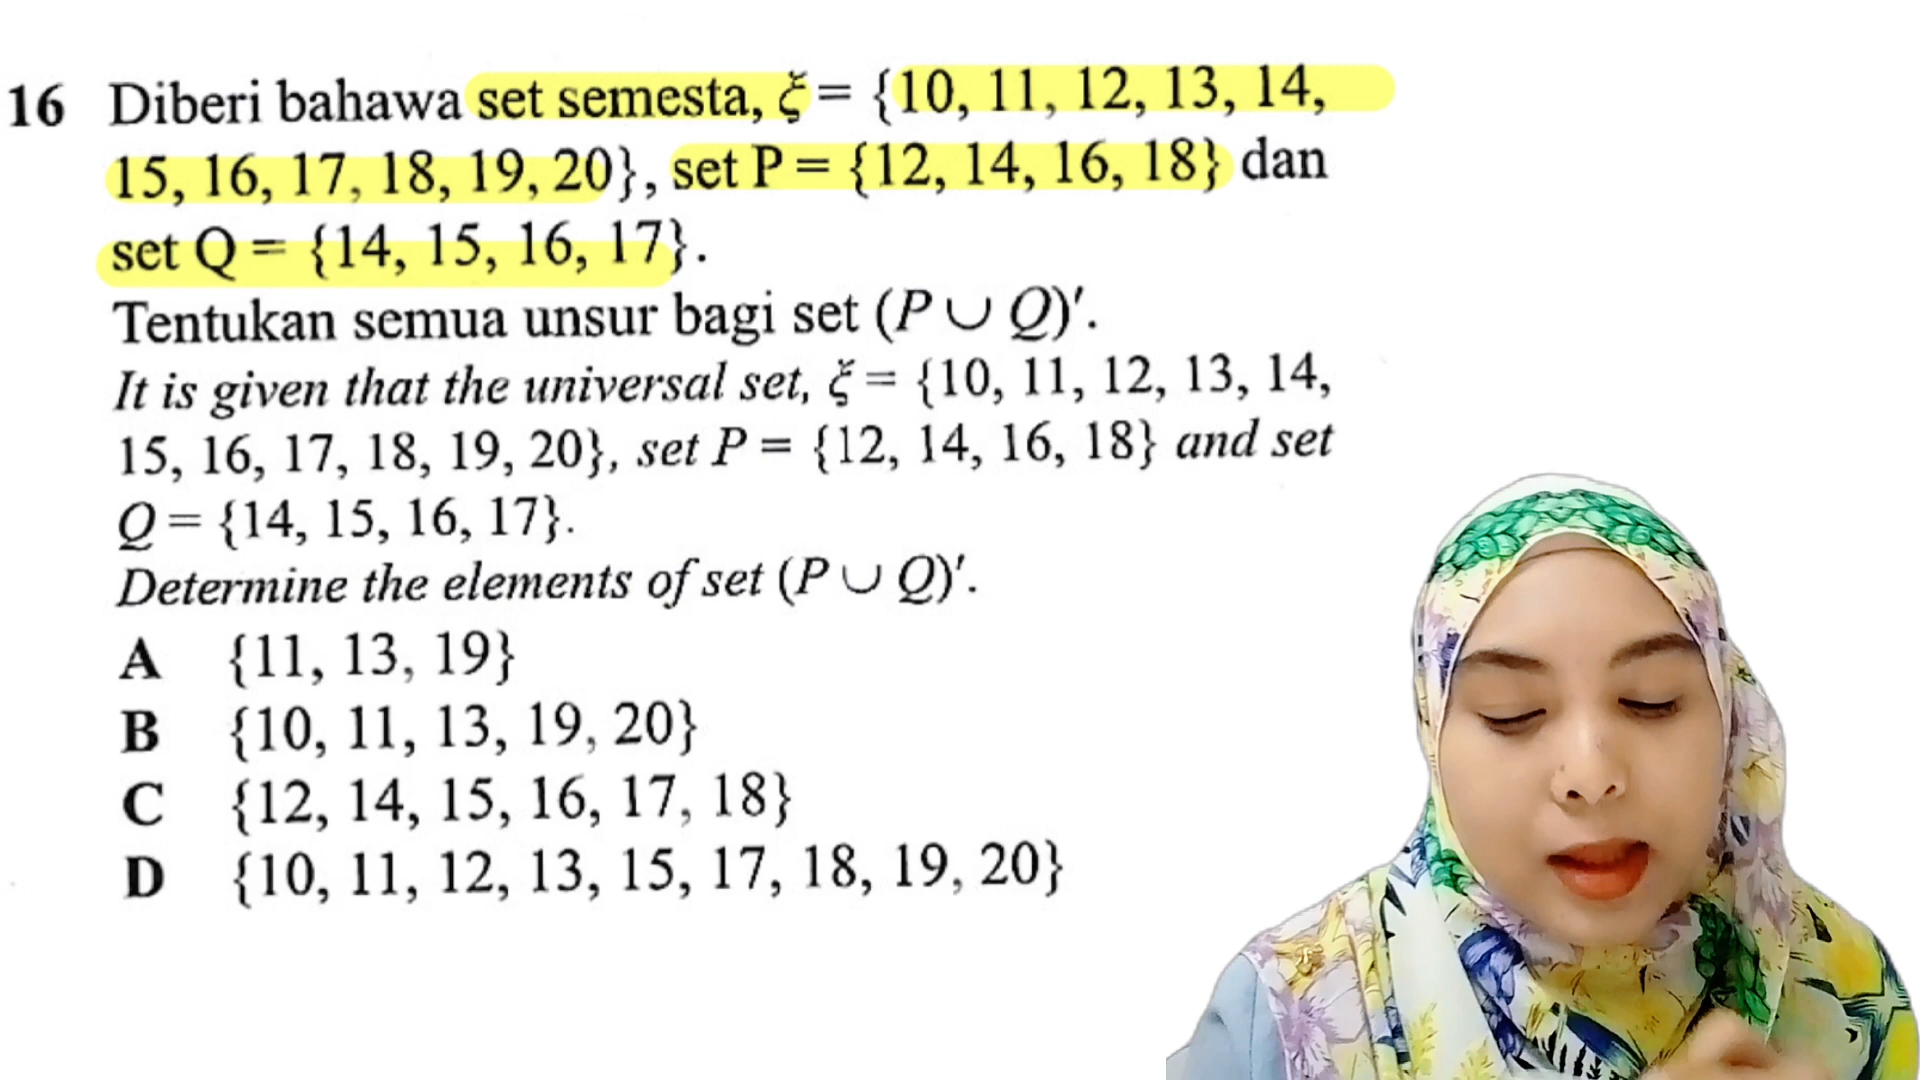 16 Diberi bahawa set semesta, ξ = {10, 11, 12, 13, 14,
15, 16, 17, 18, 19, 20}, set P = {12, 14, 16, 18} dan
set Q = {14, 15, 16, 17}.
Tentukan semua unsur bagi set (P ∪ Q)′.
It is given that the universal set, ξ = {10, 11, 12, 13, 14,
15, 16, 17, 18, 19, 20}, set P = {12, 14, 16, 18} and set
Q = {14, 15, 16, 17}.
Determine the elements of set (P ∪ Q)′.
A {11, 13, 19}
B {10, 11, 13, 19, 20}
C {12, 14, 15, 16, 17, 18}
D {10, 11, 12, 13, 15, 17, 18, 19, 20}